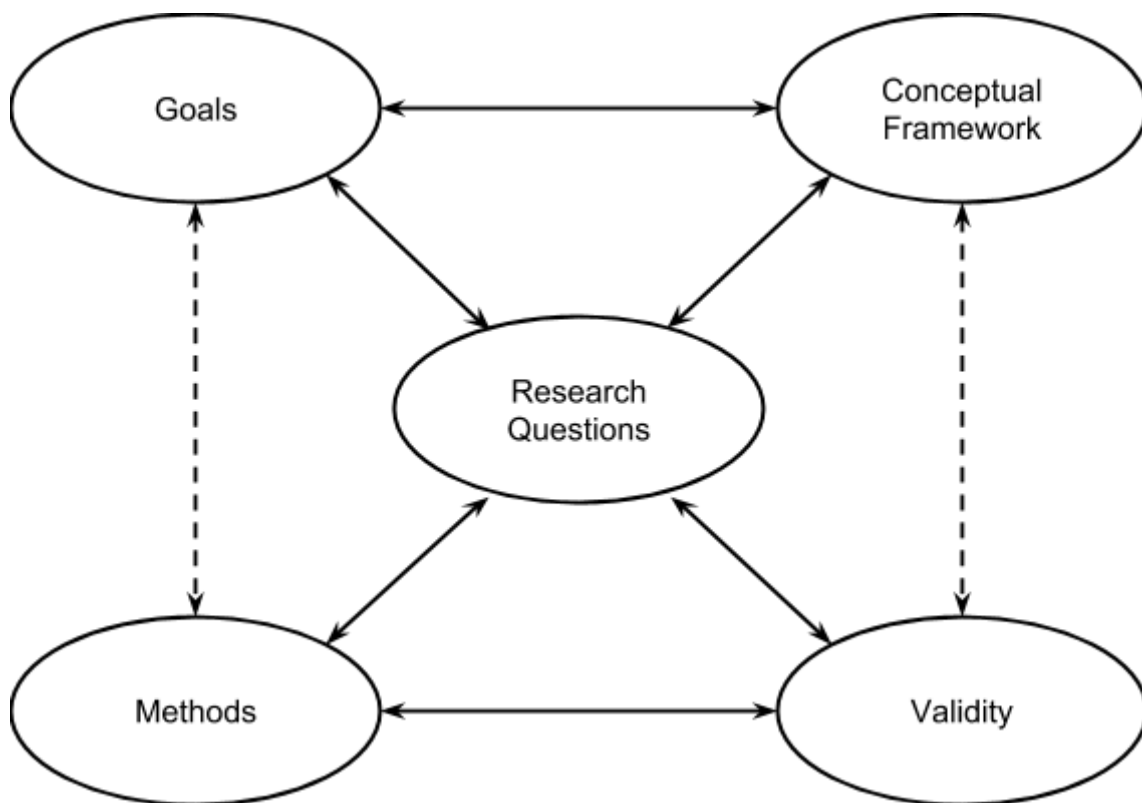 Goals
Conceptual
Framework
Research
Questions
Methods
Validity